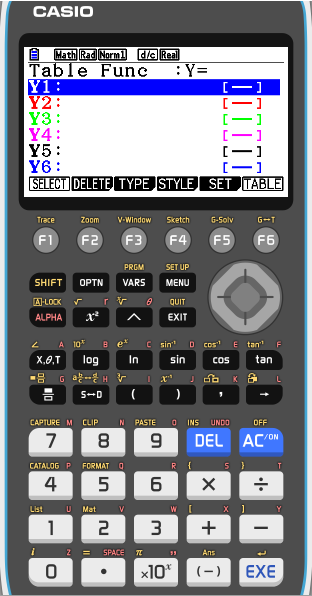 CASIO
Math Rad Norm1 d/c Real
Table Func :Y=
Y1: [—]
Y2: [—]
Y3: [—]
Y4: [—]
Y5: [—]
Y6: [—]
SELECT DELETE TYPE STYLE SET TABLE
Trace Zoom V-Window Sketch G-Solv G↔T
F1 F2 F3 F4 F5 F6
PRGM SET UP
SHIFT OPTN VARS MENU
A-LOCK √ r ∛ θ QUIT
ALPHA x² ^ EXIT
∠ A 10ˣ B eˣ C sin⁻¹ D cos⁻¹ E tan⁻¹ F
X,θ,T log ln sin cos tan
G H ∛ I x⁻¹ J K L
S↔D ( ) , →
CAPTURE M CLIP N PASTE O INS UNDO OFF
7 8 9 DEL AC/ON
CATALOG P FORMAT Q R { S } T
4 5 6 × ÷
List U Mat V W [ X ] Y
1 2 3 + −
i Z = SPACE π " Ans ↵
0 • ×10ˣ (−) EXE